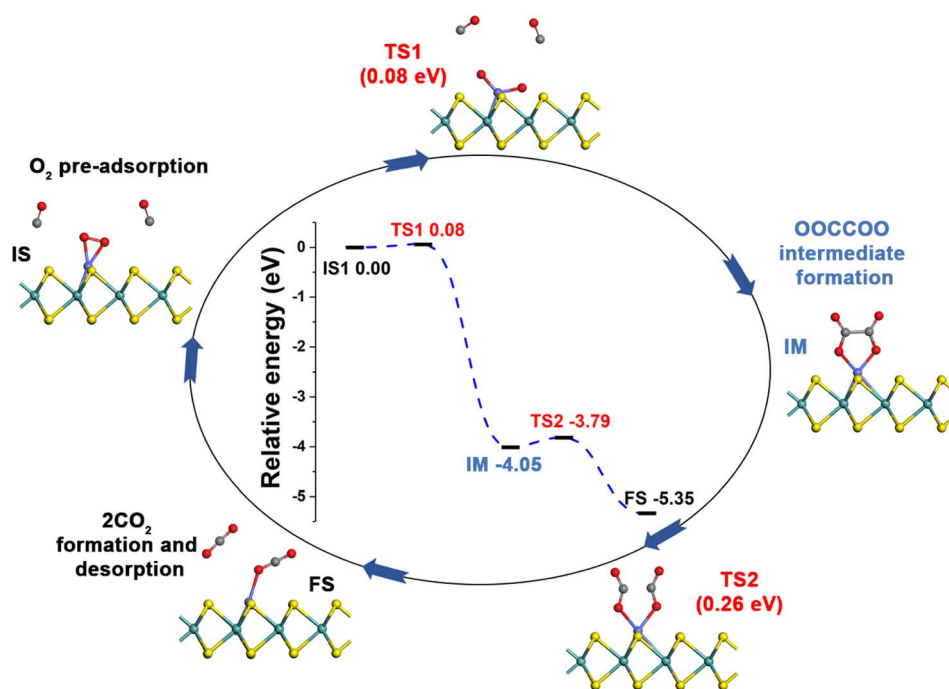 TS1
(0.08 eV)
O₂ pre-adsorption
IS
OOCCOO
intermediate
formation
IM
Relative energy (eV)
0
-1
-2
-3
-4
-5
IS1 0.00
TS1 0.08
IM -4.05
TS2 -3.79
FS -5.35
2CO₂
formation and
desorption
FS
TS2
(0.26 eV)